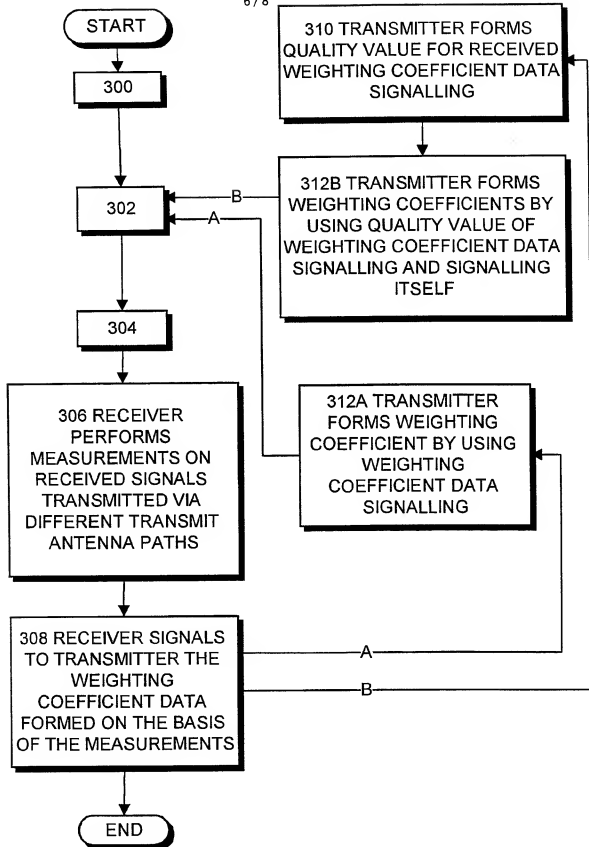 6/8
START
300
302
304
306 RECEIVER
PERFORMS
MEASUREMENTS ON
RECEIVED SIGNALS
TRANSMITTED VIA
DIFFERENT TRANSMIT
ANTENNA PATHS
308 RECEIVER SIGNALS
TO TRANSMITTER THE
WEIGHTING
COEFFICIENT DATA
FORMED ON THE BASIS
OF THE MEASUREMENTS
END
310 TRANSMITTER FORMS
QUALITY VALUE FOR RECEIVED
WEIGHTING COEFFICIENT DATA
SIGNALLING
312B TRANSMITTER FORMS
WEIGHTING COEFFICIENTS BY
USING QUALITY VALUE OF
WEIGHTING COEFFICIENT DATA
SIGNALLING AND SIGNALLING
ITSELF
B
A
312A TRANSMITTER
FORMS WEIGHTING
COEFFICIENT BY USING
WEIGHTING
COEFFICIENT DATA
SIGNALLING
A
B